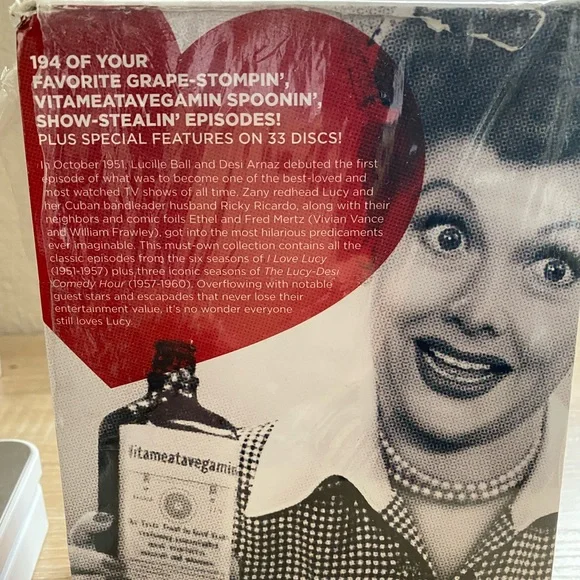 194 OF YOUR
FAVORITE GRAPE-STOMPIN',
VITAMEATAVEGAMIN SPOONIN',
SHOW-STEALIN' EPISODES!
PLUS SPECIAL FEATURES ON 33 DISCS!
In October 1951, Lucille Ball and Desi Arnaz debuted the first
episode of what was to become one of the best-loved and
most watched TV shows of all time. Zany redhead Lucy and
her Cuban bandleader husband Ricky Ricardo, along with their
neighbors and comic foils Ethel and Fred Mertz (Vivian Vance
and William Frawley), got into the most hilarious predicaments
ever imaginable. This must-own collection contains all the
classic episodes from the six seasons of I Love Lucy
(1951-1957) plus three iconic seasons of The Lucy-Desi
Comedy Hour (1957-1960). Overflowing with notable
guest stars and escapades that never lose their
entertainment value, it's no wonder everyone
still loves Lucy.
Vitameatavegamin